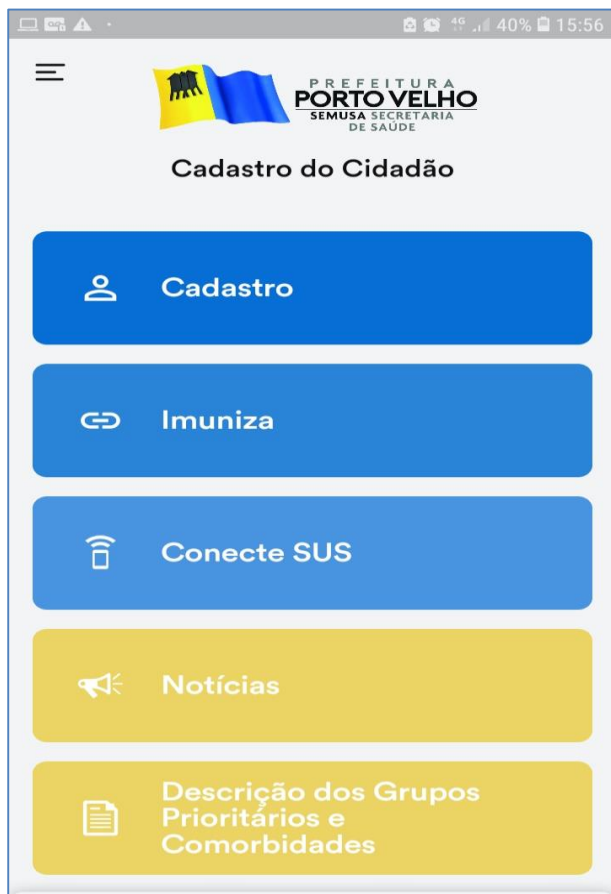 4G 40% 15:56
PREFEITURA
PORTO VELHO
SEMUSA SECRETARIA
DE SAÚDE
Cadastro do Cidadão
Cadastro
Imuniza
Conecte SUS
Notícias
Descrição dos Grupos
Prioritários e
Comorbidades